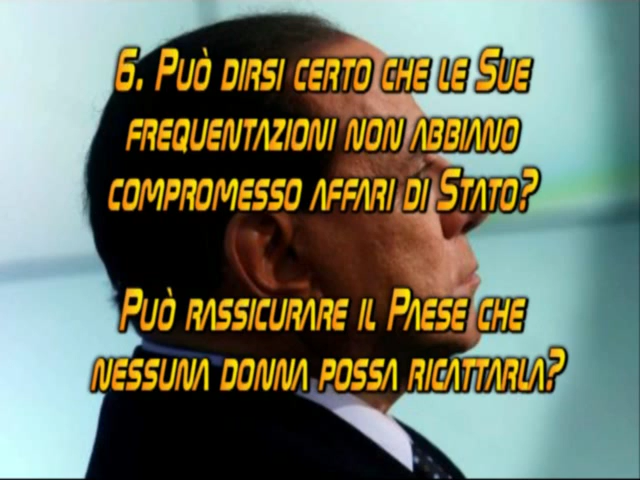 6. Può dirsi certo che le Sue
frequentazioni non abbiano
compromesso affari di Stato?
Può rassicurare il Paese che
nessuna donna possa ricattarla?